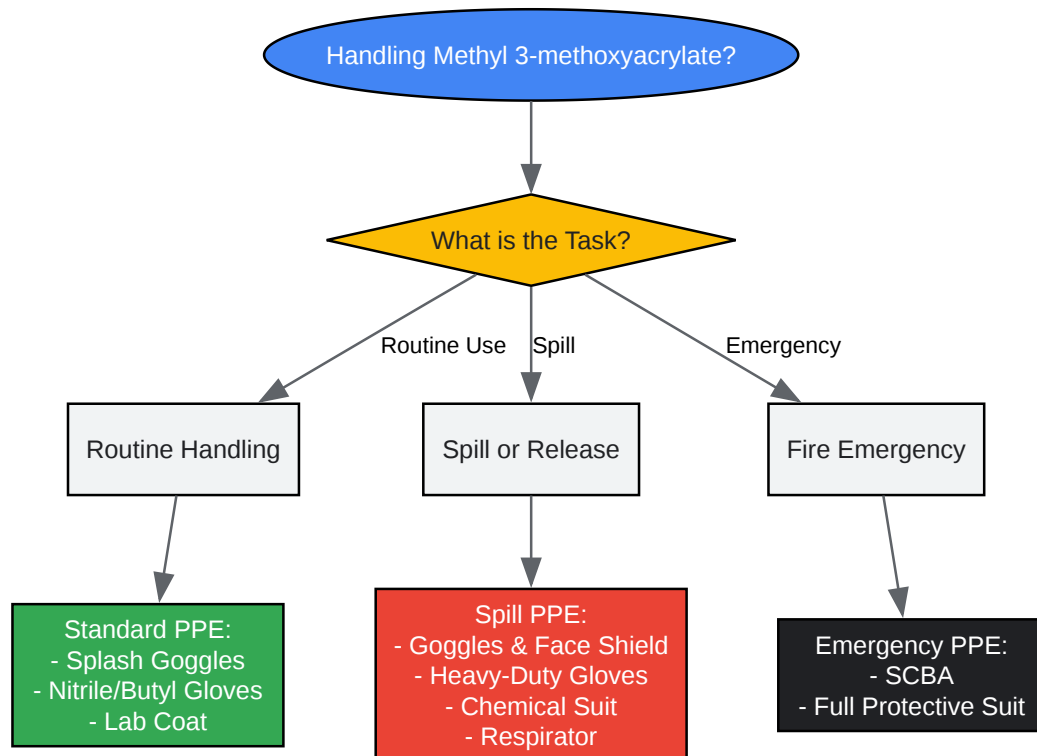 Handling Methyl 3-methoxyacrylate?
What is the Task?
Routine Use
Spill
Emergency
Routine Handling
Spill or Release
Fire Emergency
Standard PPE:
- Splash Goggles
- Nitrile/Butyl Gloves
- Lab Coat
Spill PPE:
- Goggles & Face Shield
- Heavy-Duty Gloves
- Chemical Suit
- Respirator
Emergency PPE:
- SCBA
- Full Protective Suit